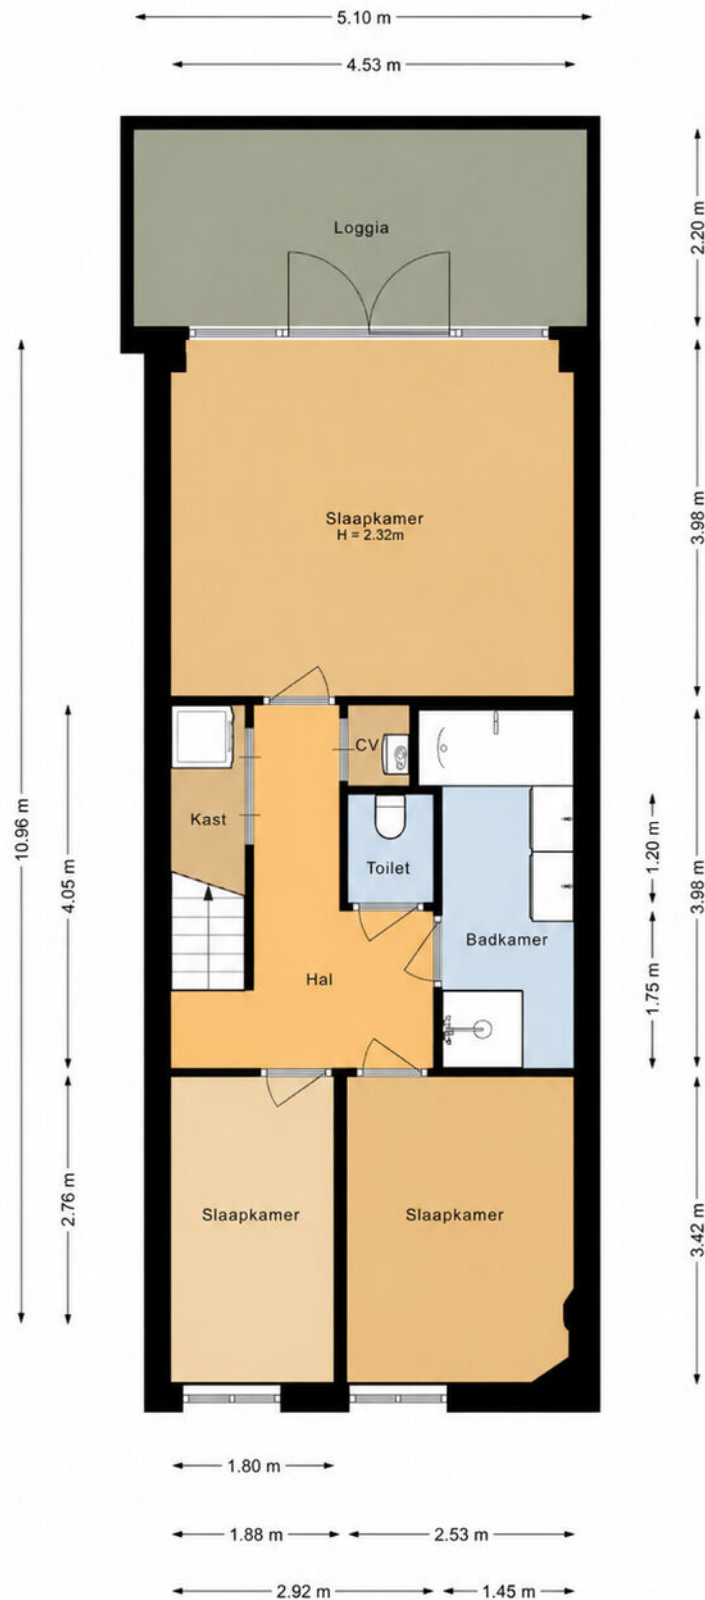 5.10 m
4.53 m
Loggia
2.20 m
Slaapkamer
H = 2.32m
3.98 m
10.96 m
CV
Kast
Toilet
4.05 m
1.20 m
3.98 m
Badkamer
1.75 m
Hal
Slaapkamer
Slaapkamer
2.76 m
3.42 m
1.80 m
1.88 m
2.53 m
2.92 m
1.45 m